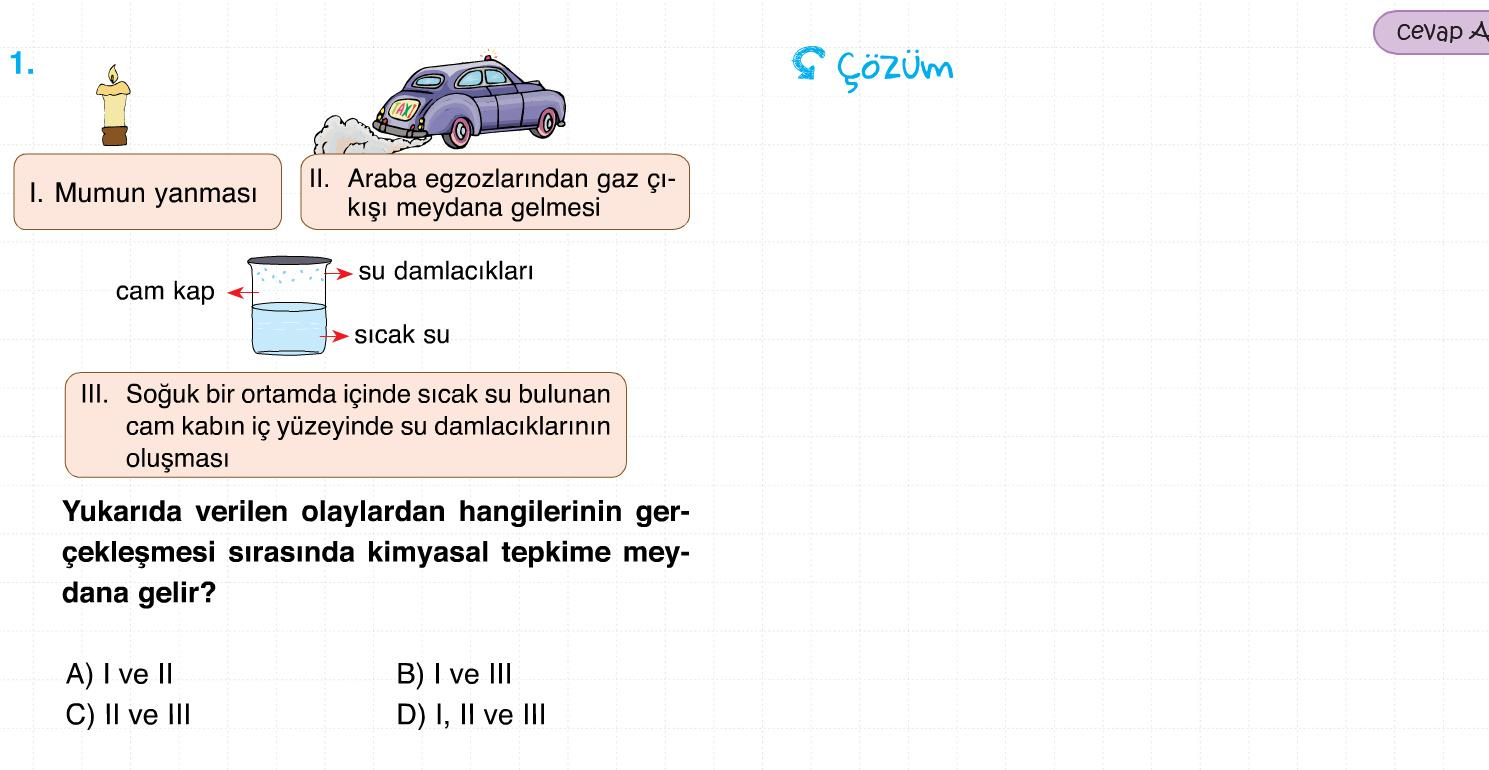 1.
TAXI
I. Mumun yanması
II. Araba egzozlarından gaz çı-
kışı meydana gelmesi
su damlacıkları
cam kap
sıcak su
III. Soğuk bir ortamda içinde sıcak su bulunan
cam kabın iç yüzeyinde su damlacıklarının
oluşması
Yukarıda verilen olaylardan hangilerinin ger-
çekleşmesi sırasında kimyasal tepkime mey-
dana gelir?
A) I ve II
B) I ve III
C) II ve III
D) I, II ve III
Çözüm
Cevap A